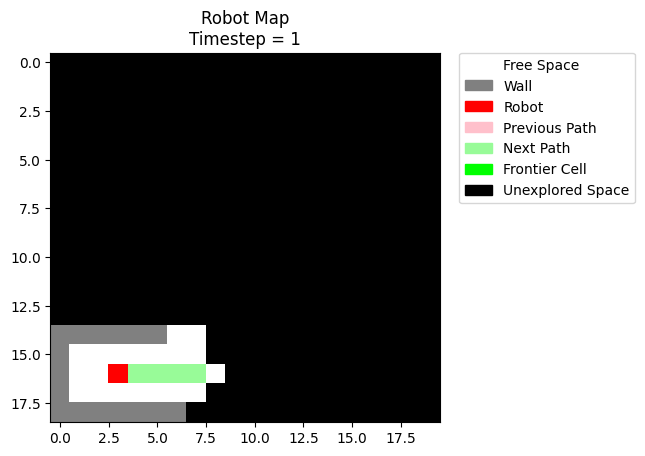 Robot Map
Timestep = 1
0.0
2.5
5.0
7.5
10.0
12.5
15.0
17.5
0.0
2.5
5.0
7.5
10.0
12.5
15.0
17.5
Free Space
Wall
Robot
Previous Path
Next Path
Frontier Cell
Unexplored Space